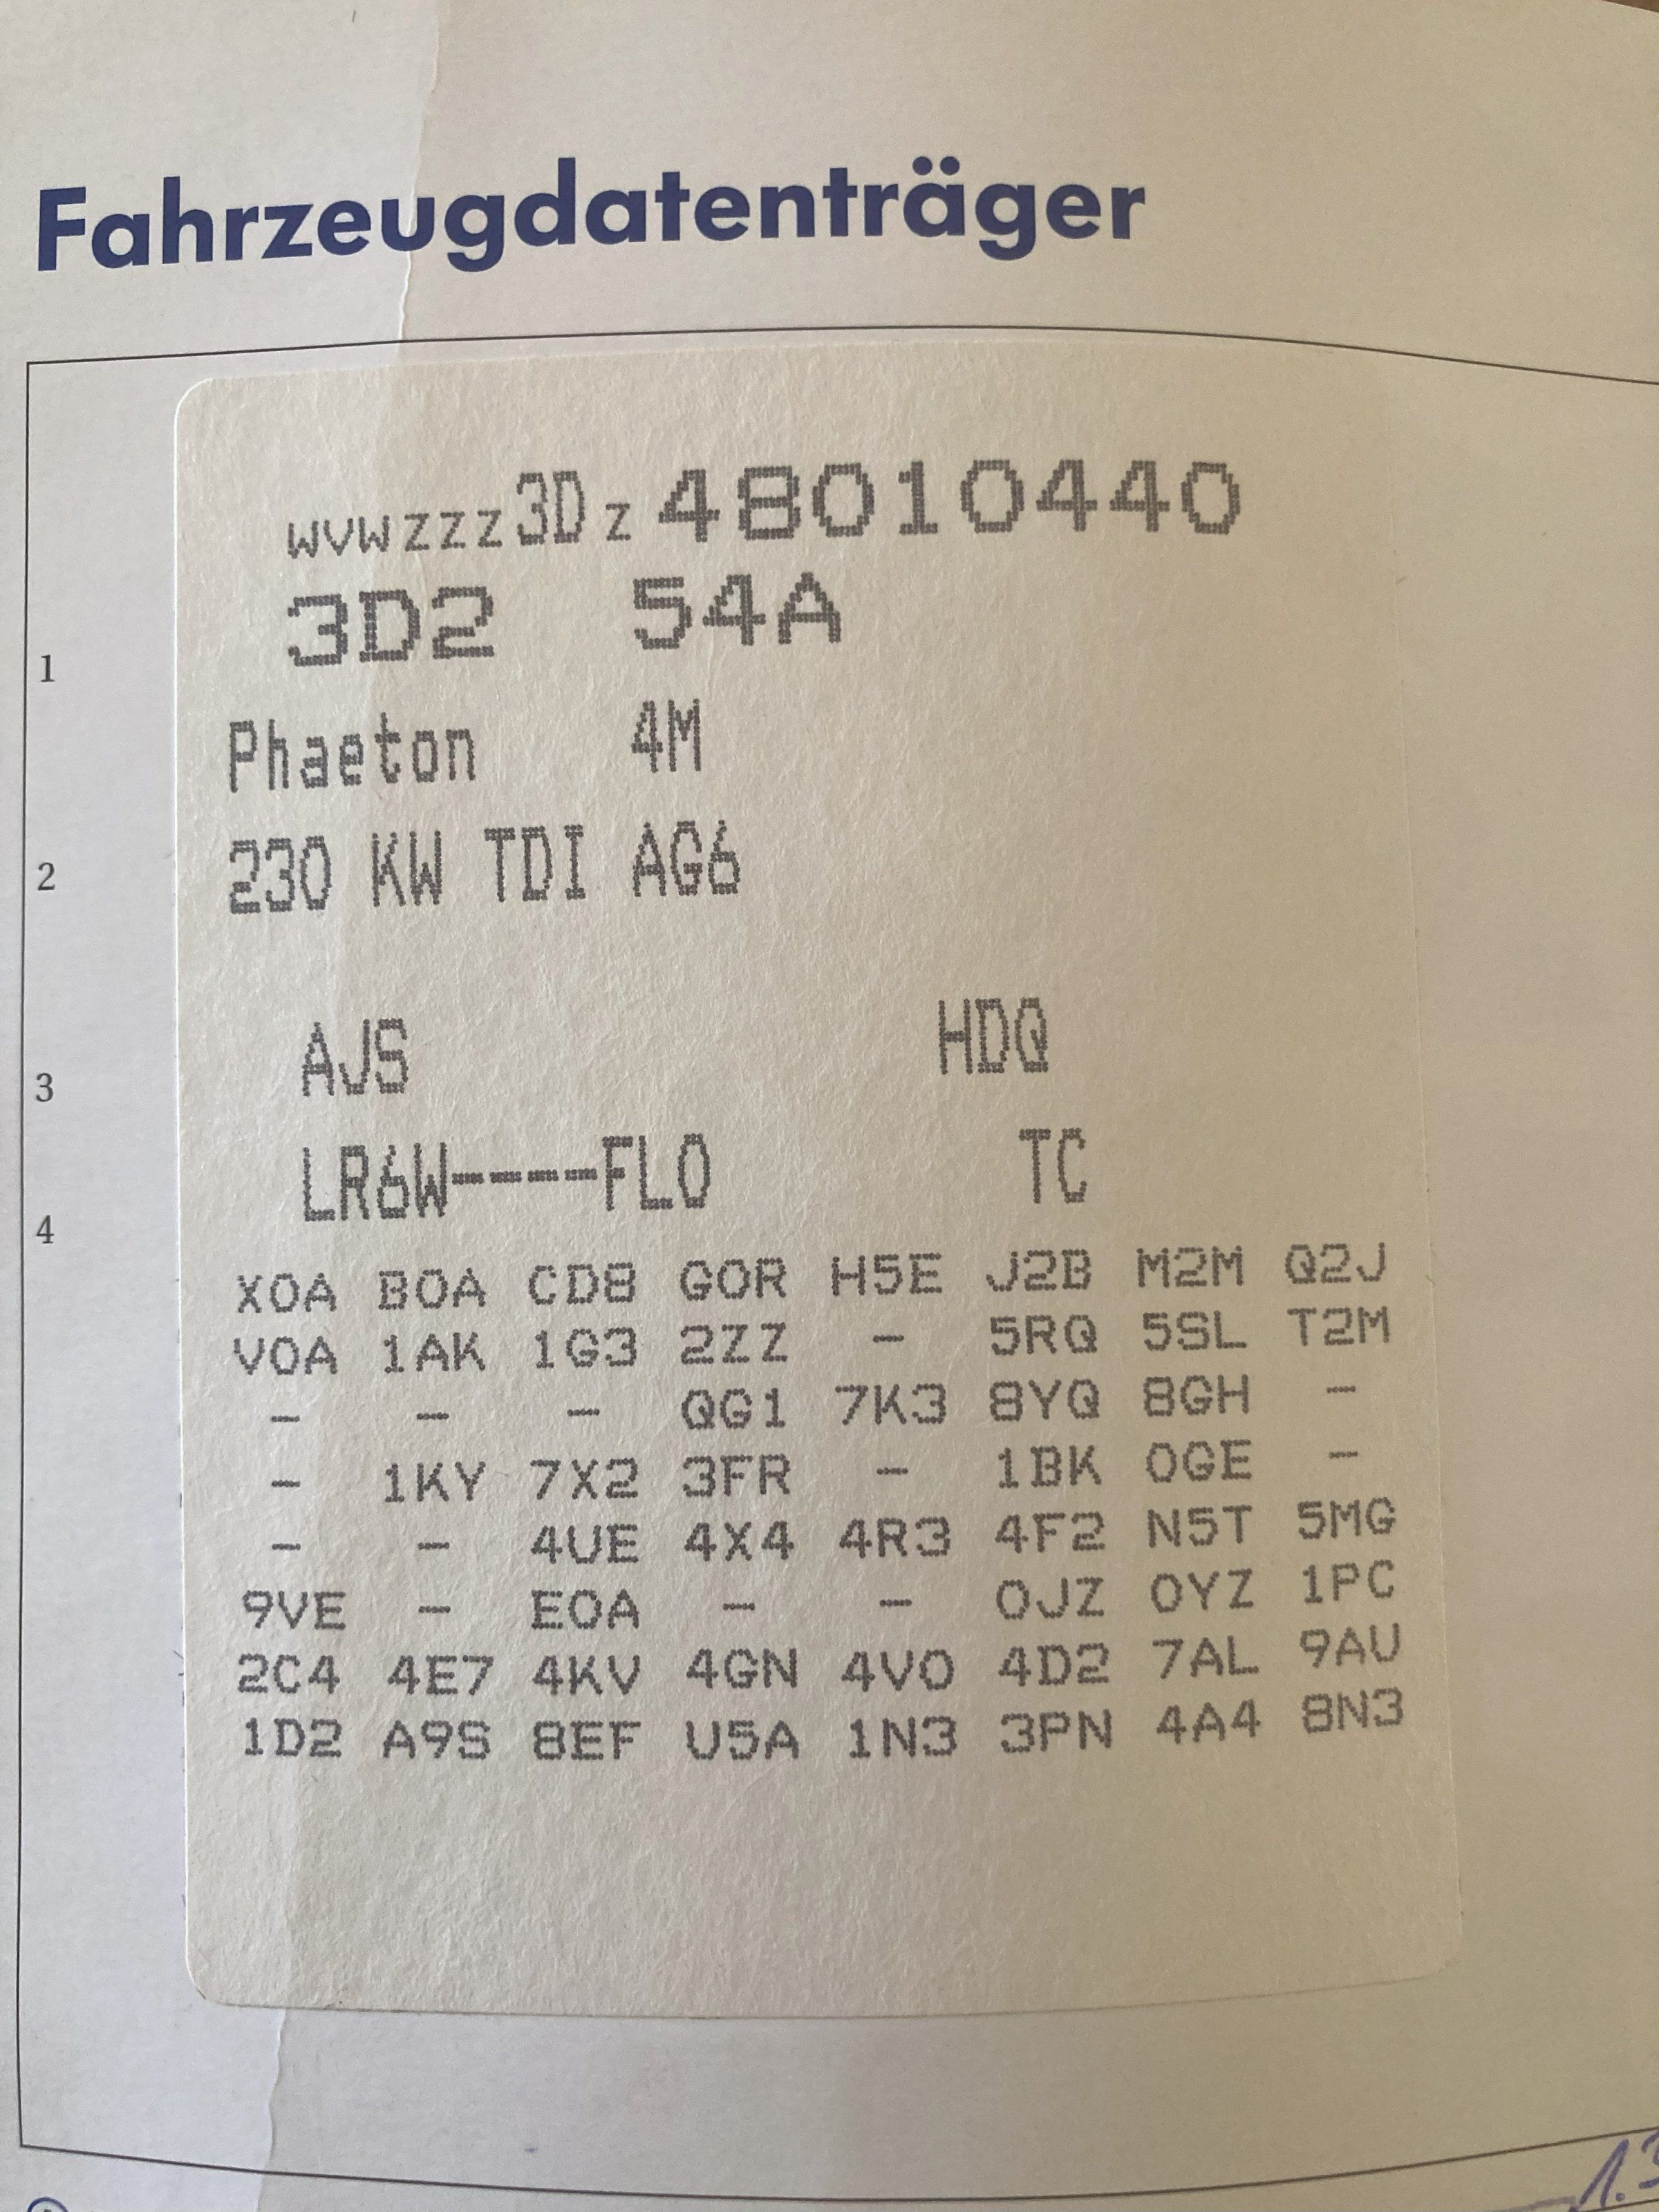 Fahrzeugdatenträger
WVWZZZ3DZ48010440
3D2 54A
1
Phaeton 4M
2
230 KW TDI AG6
3
AJS HDQ
4
LR6W----FL0 TC
X0A B0A CD8 G0R H5E J2B M2M Q2J
V0A 1AK 1G3 2ZZ - 5RQ 5SL T2M
- - - QG1 7K3 8YQ 8GH -
- 1KY 7X2 3FR - 1BK 0GE -
- - 4UE 4X4 4R3 4F2 N5T 5MG
9VE - E0A - - 0JZ 0YZ 1PC
2C4 4E7 4KV 4GN 4V0 4D2 7AL 9AU
1D2 A9S 8EF U5A 1N3 3PN 4A4 8N3